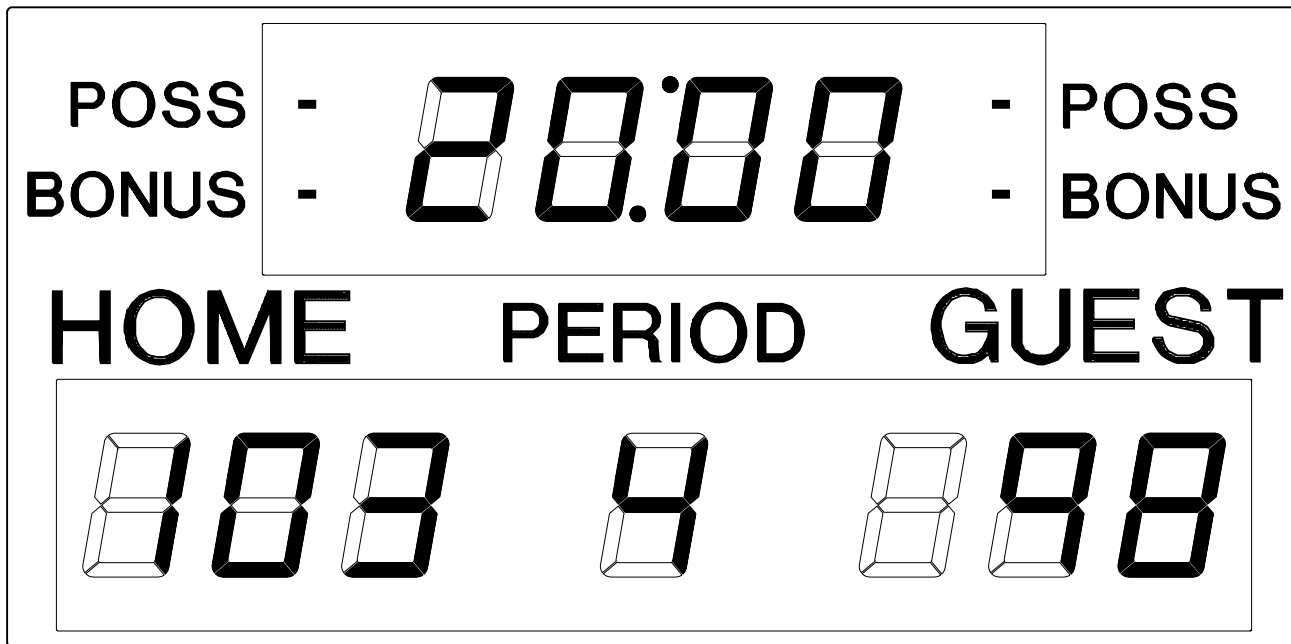 POSS - 20:00 - POSS
BONUS - - BONUS
HOME PERIOD GUEST
103 4 98